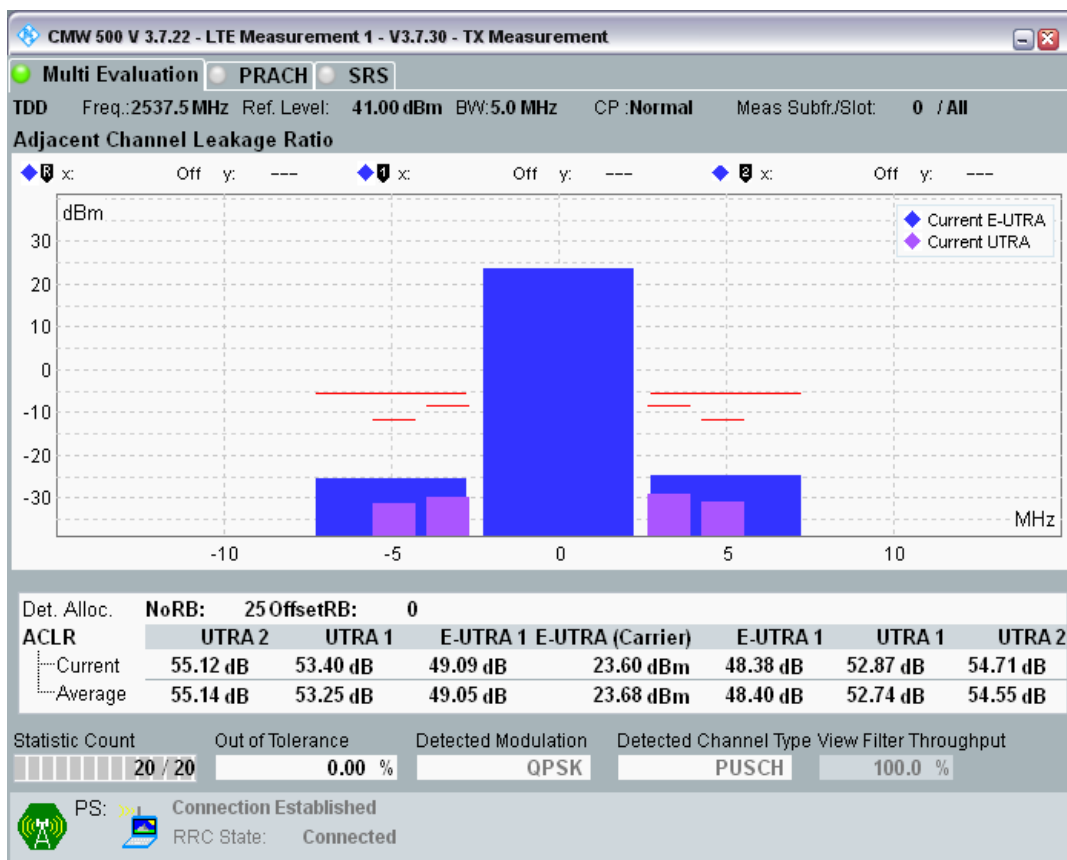 CMW 500 V 3.7.22 - LTE Measurement 1 - V3.7.30 - TX Measurement
Multi Evaluation PRACH SRS
TDD Freq.:2537.5 MHz Ref. Level: 41.00 dBm BW:5.0 MHz CP :Normal Meas Subfr./Slot: 0 / All
Adjacent Channel Leakage Ratio
R x: Off y: --- 1 x: Off y: --- 2 x: Off y: ---
dBm
Current E-UTRA
Current UTRA
30
20
10
0
-10
-20
-30
MHz
-10 -5 0 5 10
Det. Alloc. NoRB: 25 OffsetRB: 0
ACLR UTRA 2 UTRA 1 E-UTRA 1 E-UTRA (Carrier) E-UTRA 1 UTRA 1 UTRA 2
Current 55.12 dB 53.40 dB 49.09 dB 23.60 dBm 48.38 dB 52.87 dB 54.71 dB
Average 55.14 dB 53.25 dB 49.05 dB 23.68 dBm 48.40 dB 52.74 dB 54.55 dB
Statistic Count Out of Tolerance Detected Modulation Detected Channel Type View Filter Throughput
20 / 20 0.00 % QPSK PUSCH 100.0 %
PS: Connection Established
RRC State: Connected